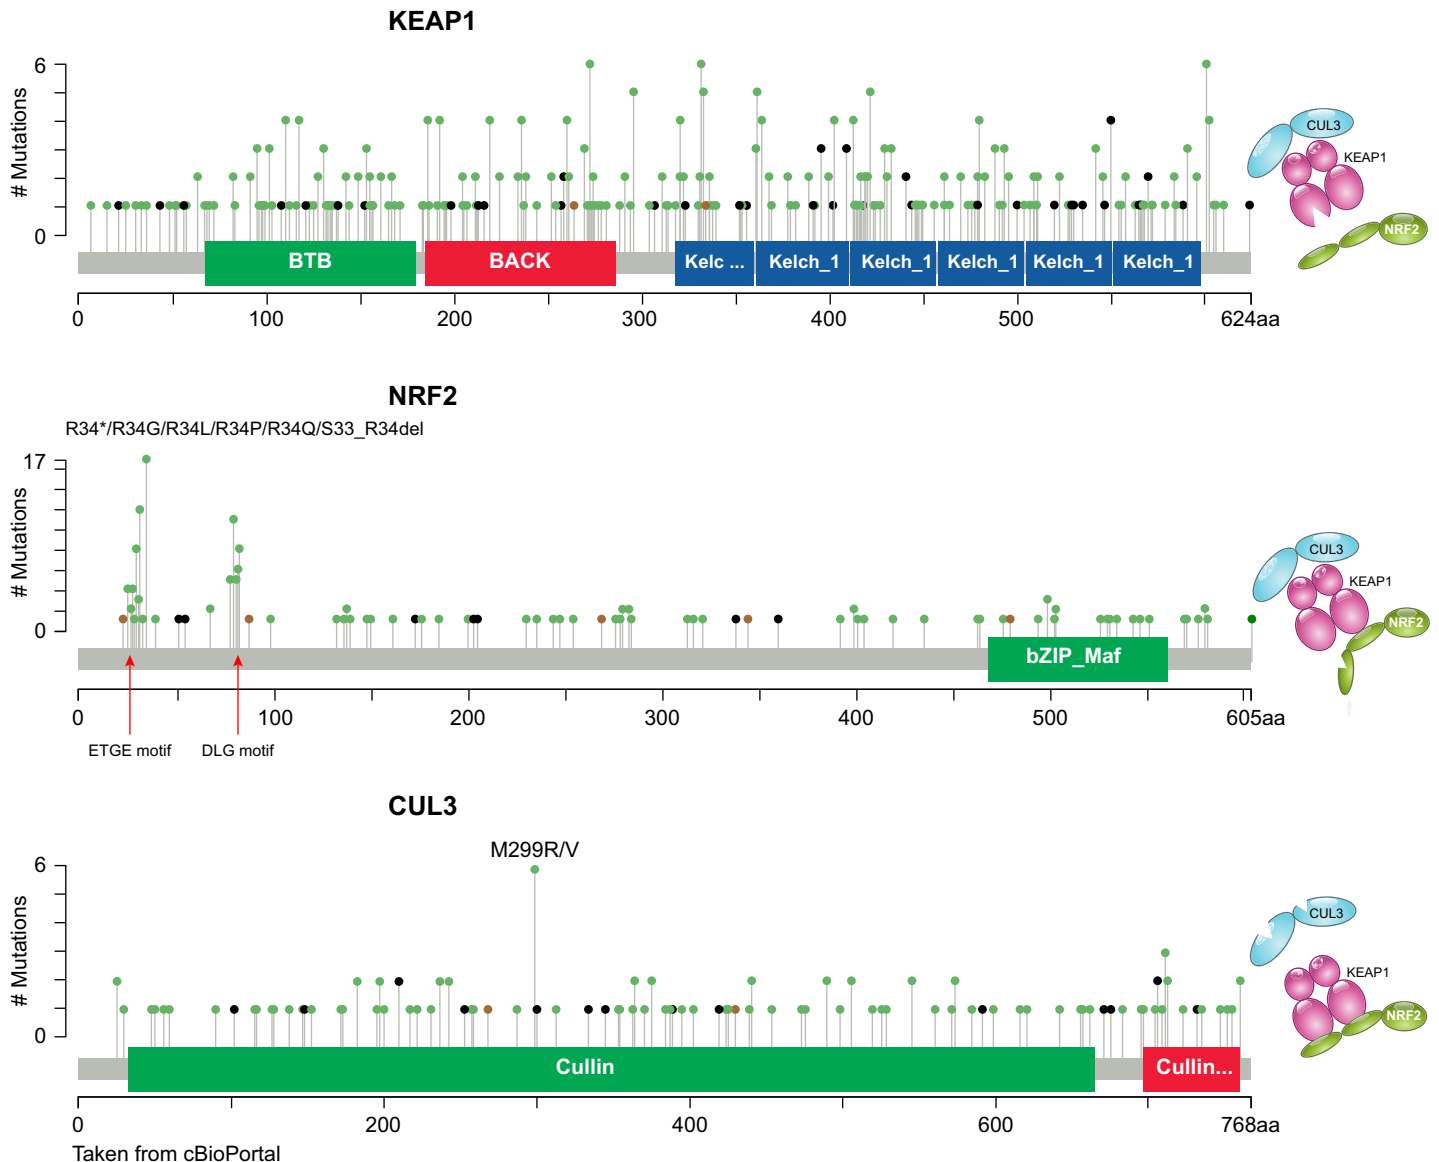 KEAP1
6
# Mutations
0
BTB
BACK
Kelc ...
Kelch_1
Kelch_1
Kelch_1
Kelch_1
Kelch_1
0
100
200
300
400
500
624aa
CUL3
KEAP1
NRF2
NRF2
R34*/R34G/R34L/R34P/R34Q/S33_R34del
17
# Mutations
0
bZIP_Maf
0
100
200
300
400
500
605aa
ETGE motif
DLG motif
CUL3
KEAP1
NRF2
CUL3
M299R/V
6
# Mutations
0
Cullin
Cullin...
0
200
400
600
768aa
CUL3
KEAP1
NRF2
Taken from cBioPortal